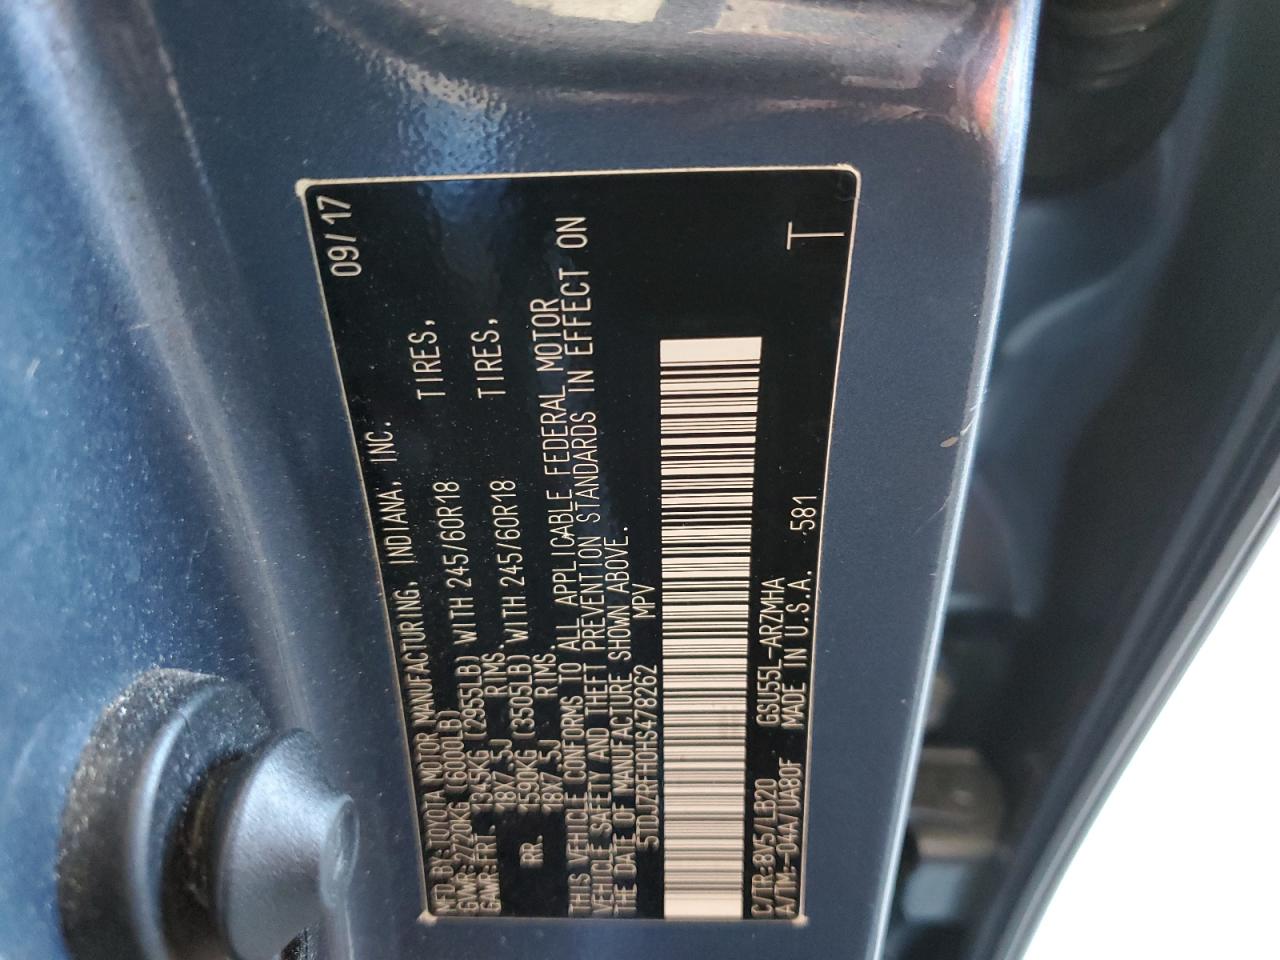 MFD BY: TOYOTA MOTOR MANUFACTURING, INDIANA, INC. 09/17
GVWR: 2720KG (6000LB)
GAWR: FRT. 1345KG (2955LB) WITH 245/60R18 TIRES,
18X7.5J RIMS.
RR. 1590KG (3505LB) WITH 245/60R18 TIRES,
18X7.5J RIMS.
THIS VEHICLE CONFORMS TO ALL APPLICABLE FEDERAL MOTOR
VEHICLE SAFETY AND THEFT PREVENTION STANDARDS IN EFFECT ON
THE DATE OF MANUFACTURE SHOWN ABOVE.
5TDJZRFH0HS478262 MPV
C/TR: 8V5/LB20 GSU55L-ARZMHA
A/TM: -04A/UA80F MADE IN U.S.A. 581
T